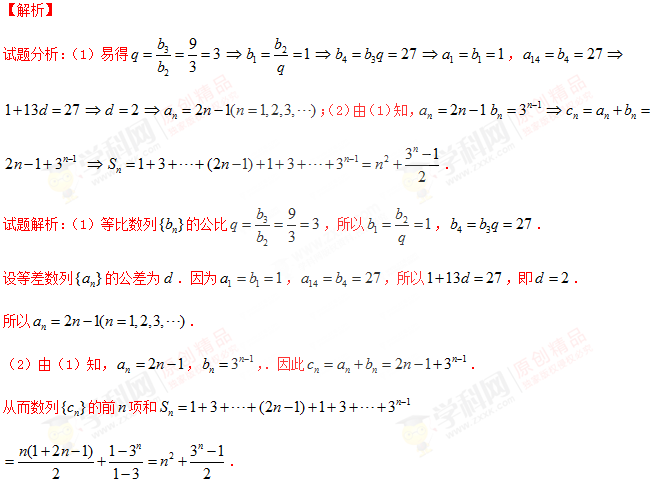 【解析】
试题分析:(1)易得 q = b₃/b₂ = 9/3 = 3 ⇒ b₁ = b₂/q = 1 ⇒ b₄ = b₃q = 27 ⇒ a₁ = b₁ = 1 , a₁₄ = b₄ = 27 ⇒
1+13d = 27 ⇒ d = 2 ⇒ aₙ = 2n−1(n=1,2,3,⋯) ;(2)由(1)知, aₙ = 2n−1 bₙ = 3ⁿ⁻¹ ⇒ cₙ = aₙ + bₙ =
2n−1+3ⁿ⁻¹ ⇒ Sₙ = 1+3+⋯+(2n−1)+1+3+⋯+3ⁿ⁻¹ = n² + (3ⁿ−1)/2 .
试题解析:(1)等比数列{bₙ}的公比 q = b₃/b₂ = 9/3 = 3 ,所以 b₁ = b₂/q = 1 , b₄ = b₃q = 27 .
设等差数列{aₙ}的公差为 d .因为 a₁ = b₁ = 1 , a₁₄ = b₄ = 27 ,所以 1+13d = 27 ,即 d = 2 .
所以 aₙ = 2n−1(n=1,2,3,⋯) .
(2)由(1)知, aₙ = 2n−1 , bₙ = 3ⁿ⁻¹ ,.因此 cₙ = aₙ + bₙ = 2n−1+3ⁿ⁻¹ .
从而数列{cₙ}的前 n 项和 Sₙ = 1+3+⋯+(2n−1)+1+3+⋯+3ⁿ⁻¹
= n(1+2n−1)/2 + (1−3ⁿ)/(1−3) = n² + (3ⁿ−1)/2 .